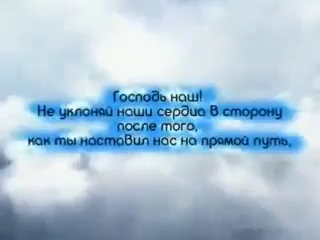 Господь наш!
Не уклоняй наши сердца в сторону
после того,
как ты наставил нас на прямой путь,